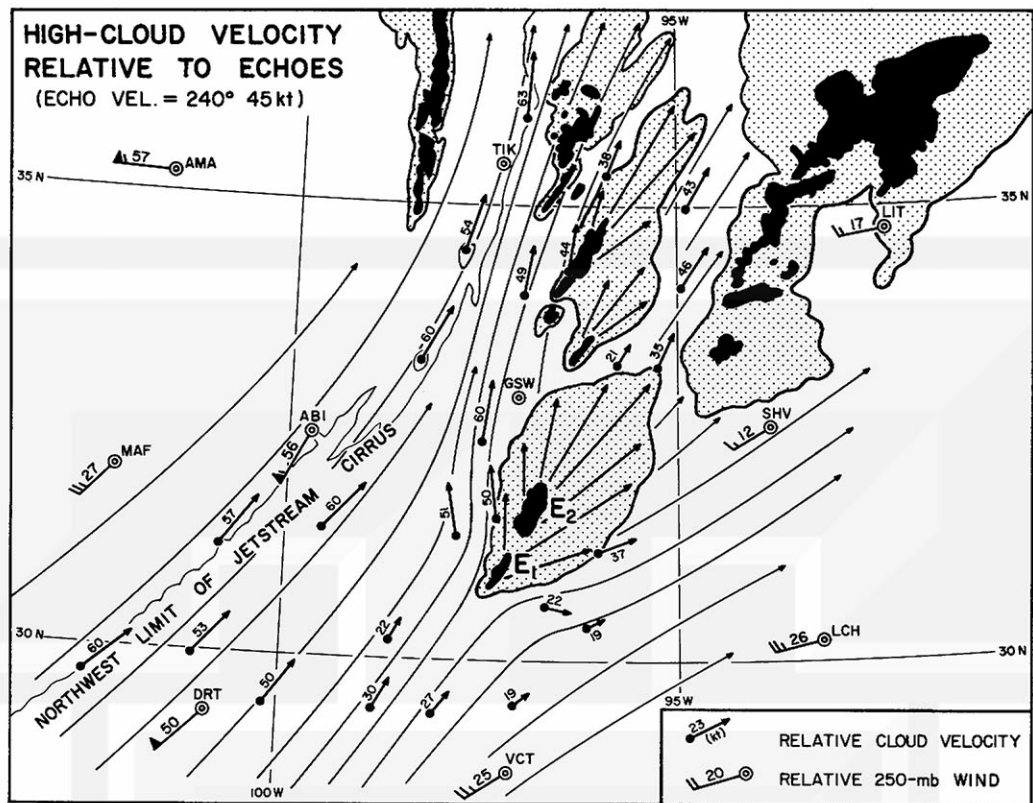 HIGH-CLOUD VELOCITY
RELATIVE TO ECHOES
(ECHO VEL. = 240° 45kt)
95 W
63
57
AMA
TIK
35 N
38
43
35 N
LIT
17
54
44
49
46
60
21
35
GSW
60
ABI
56
MAF
27
SHV
12
CIRRUS
57
60
51
50
E2
E1
37
NORTHWEST LIMIT OF JETSTREAM
22
30 N
60
53
22
19
26
LCH
30 N
DRT
50
50
30
27
19
95 W
VCT
25
100 W
23
(kt)
RELATIVE CLOUD VELOCITY
20
RELATIVE 250-mb WIND